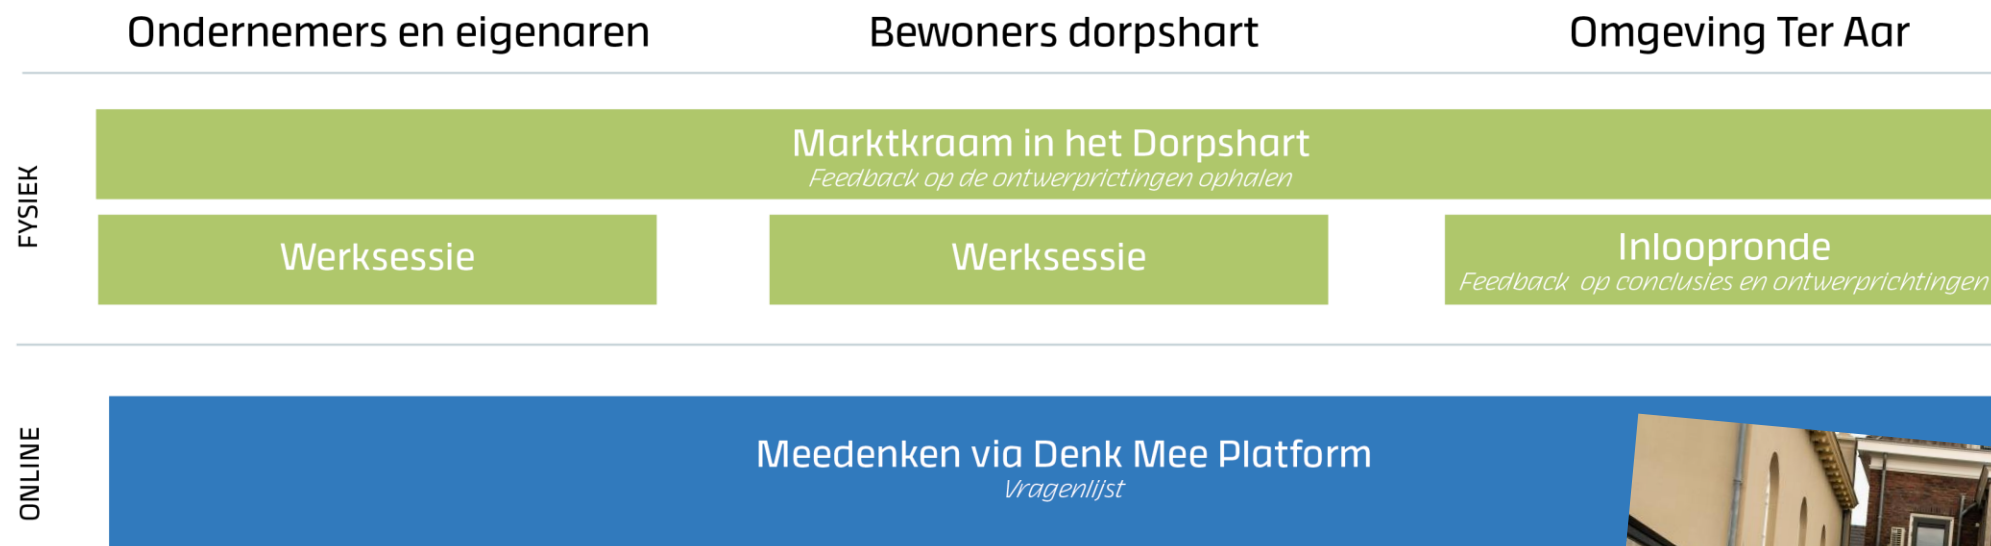 Ondernemers en eigenaren
Bewoners dorpshart
Omgeving Ter Aar
FYSIEK
Marktkraam in het Dorpshart
Feedback op de ontwerprictingen ophalen
Werksessie
Werksessie
Inloopronde
Feedback op conclusies en ontwerprichtingen
ONLINE
Meedenken via Denk Mee Platform
Vragenlijst